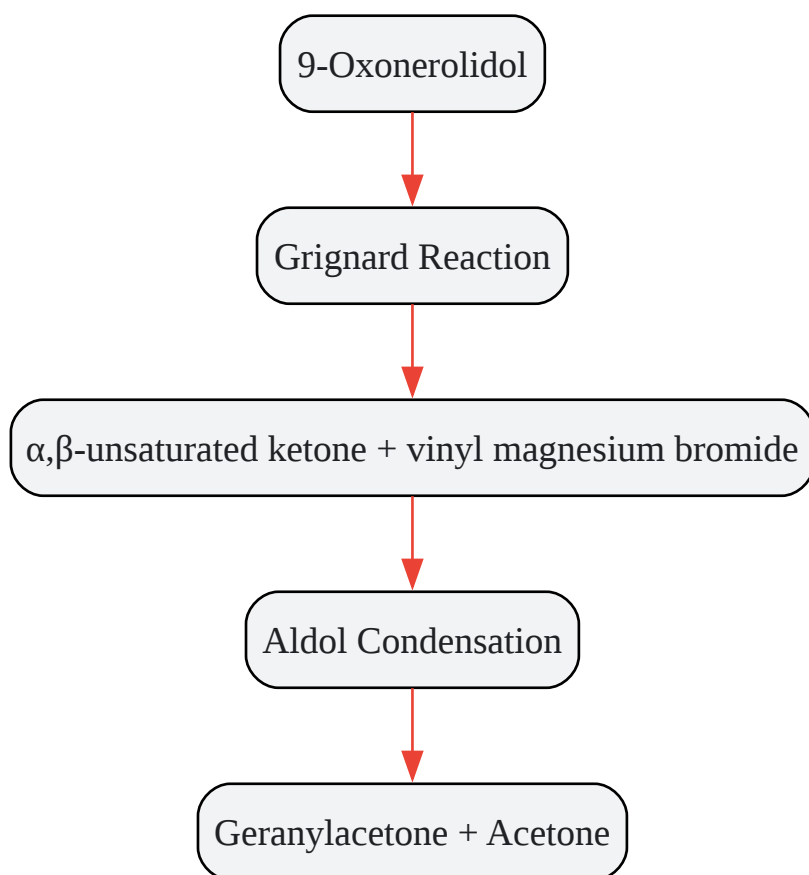 9-Oxonerolidol
Grignard Reaction
α,β-unsaturated ketone + vinyl magnesium bromide
Aldol Condensation
Geranylacetone + Acetone